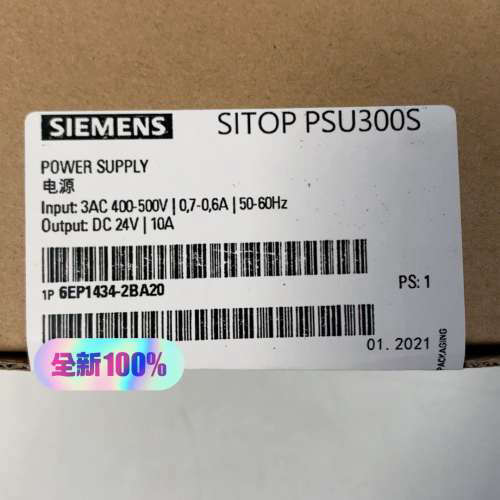 SIEMENS
SITOP PSU300S
POWER SUPPLY
电源
Input: 3AC 400-500V | 0,7-0,6A | 50-60Hz
Output: DC 24V | 10A
1P 6EP1434-2BA20
PS: 1
01.2021
PACKAGING
全新100%